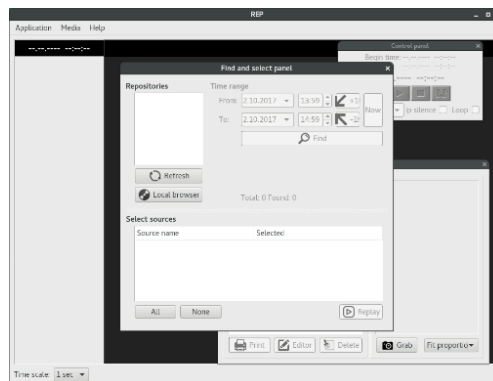 REP
Application Media Help
--.--.---- --:--:--
Control panel
Begin time: --.--.---- --:--:--
--.---- --:--:--
Find and select panel
Repositories
Time range
From: 2.10.2017 13:59
Now
To: 2.10.2017 14:59
Find
Refresh
Local browser
Total: 0 Found: 0
p silence Loop
Select sources
Source name Selected
All None Replay
Print Editor Delete Grab Fit proportio
Time scale: 1 sec